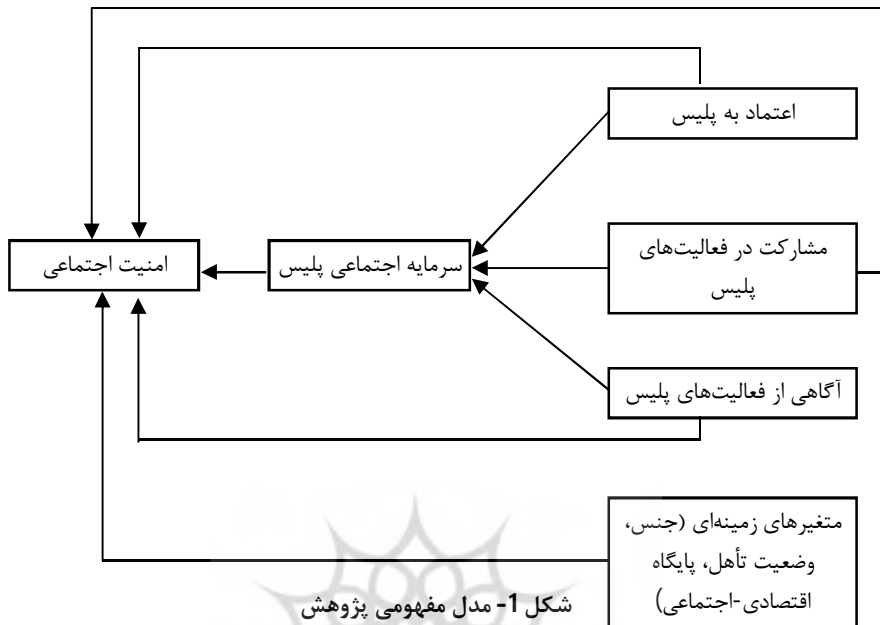 اعتماد به پلیس
مشارکت در فعالیت‌های
پلیس
سرمایه اجتماعی پلیس
امنیت اجتماعی
آگاهی از فعالیت‌های پلیس
متغیرهای زمینه‌ای (جنس،
وضعیت تأهل، پایگاه
اقتصادی-اجتماعی)
شکل 1- مدل مفهومی پژوهش